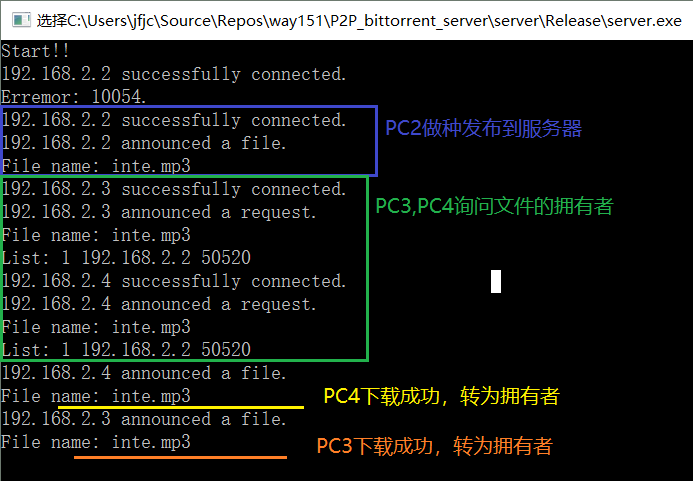 选择C:\Users\jfjc\Source\Repos\way151\P2P_bittorrent_server\server\Release\server.exe
Start!!
192.168.2.2 successfully connected.
Erremor: 10054.
192.168.2.2 successfully connected.
PC2做种发布到服务器
192.168.2.2 announced a file.
File name: inte.mp3
192.168.2.3 successfully connected.
PC3,PC4询问文件的拥有者
192.168.2.3 announced a request.
File name: inte.mp3
List: 1 192.168.2.2 50520
192.168.2.4 successfully connected.
192.168.2.4 announced a request.
File name: inte.mp3
List: 1 192.168.2.2 50520
192.168.2.4 announced a file.
File name: inte.mp3
PC4下载成功，转为拥有者
192.168.2.3 announced a file.
File name: inte.mp3
PC3下载成功，转为拥有者